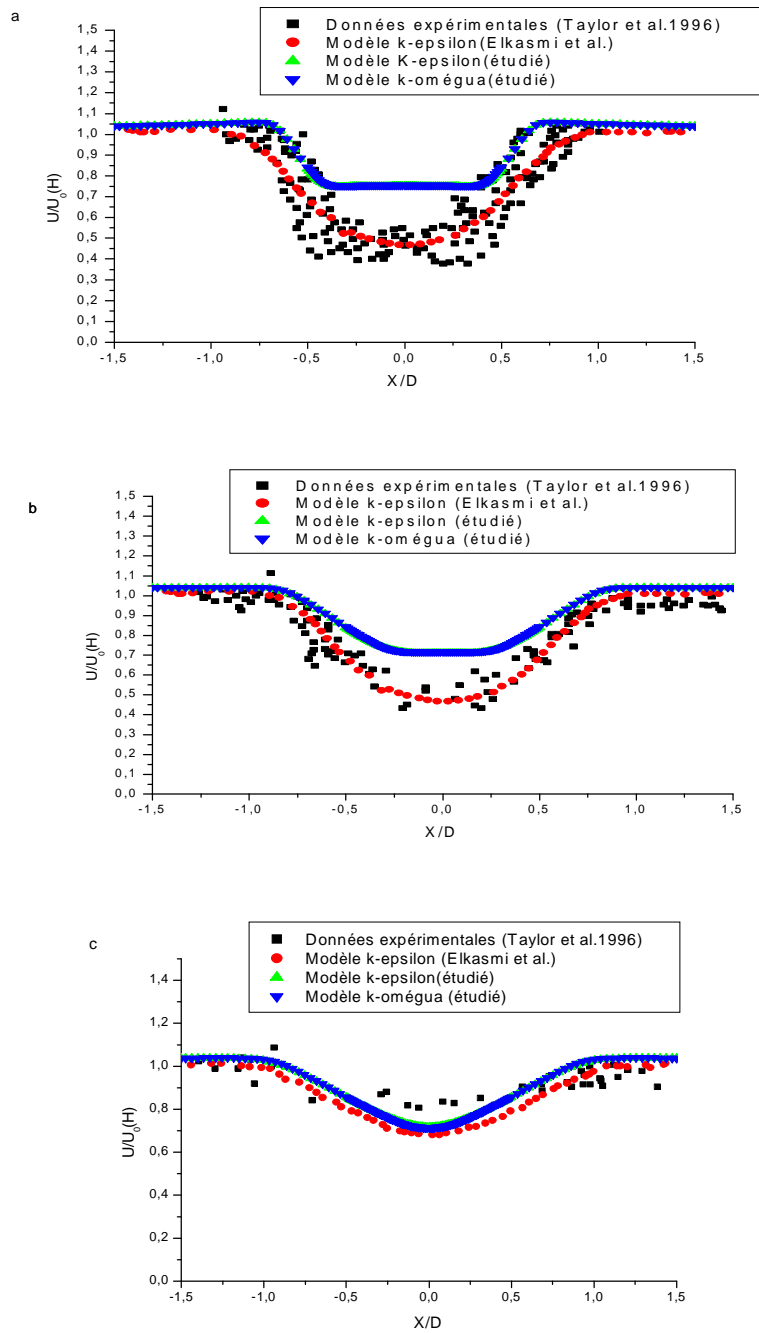 a
Données expérimentales (Taylor et al.1996)
Modèle k-epsilon(Elkasmi et al.)
Modèle K-epsilon(étudié)
Modèle k-omégua(étudié)
1,5
1,4
1,3
1,2
1,1
1,0
0,9
0,8
0,7
0,6
0,5
0,4
0,3
0,2
0,1
0,0
U/U0(H)
-1,5 -1,0 -0,5 0,0 0,5 1,0 1,5
X/D
b
Données expérimentales (Taylor et al.1996)
Modèle k-epsilon (Elkasmi et al.)
Modèle k-epsilon (étudié)
Modèle k-omégua (étudié)
1,5
1,4
1,3
1,2
1,1
1,0
0,9
0,8
0,7
0,6
0,5
0,4
0,3
0,2
0,1
0,0
U/U0(H)
-1,5 -1,0 -0,5 0,0 0,5 1,0 1,5
X/D
c
Données expérimentales (Taylor et al.1996)
Modèle k-epsilon (Elkasmi et al.)
Modèle k-epsilon(étudié)
Modèle k-omégua (étudié)
1,4
1,2
1,0
0,8
0,6
0,4
0,2
0,0
U/U0(H)
-1,5 -1,0 -0,5 0,0 0,5 1,0 1,5
X/D